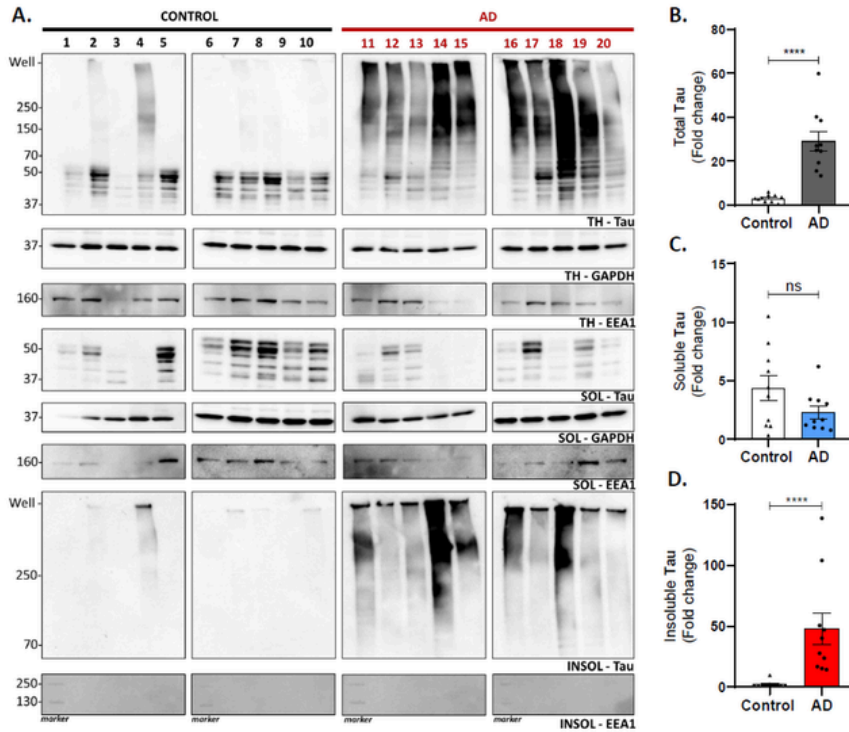 A.
CONTROL
AD
1 2 3 4 5 6 7 8 9 10 11 12 13 14 15 16 17 18 19 20
Well
250
150
70
50
37
TH - Tau
37
TH - GAPDH
160
TH - EEA1
50
37
SOL - Tau
37
SOL - GAPDH
160
SOL - EEA1
Well
250
70
INSOL - Tau
250
130
marker marker marker marker
INSOL - EEA1
B.
Total Tau
(Fold change)
80
60
40
20
0
****
Control AD
C.
Soluble Tau
(Fold change)
15
10
5
0
ns
Control AD
D.
Insoluble Tau
(Fold change)
150
100
50
0
****
Control AD